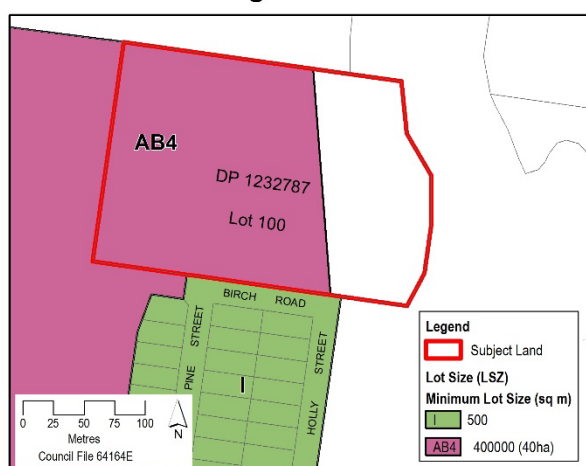 AB4
DP 1232787
Lot 100
BIRCH ROAD
PINE STREET
HOLLY STREET
I
Legend
Subject Land
Lot Size (LSZ)
Minimum Lot Size (sq m)
I 500
AB4 400000 (40ha)
0 25 50 75 100
Metres
N
Council File 64164E